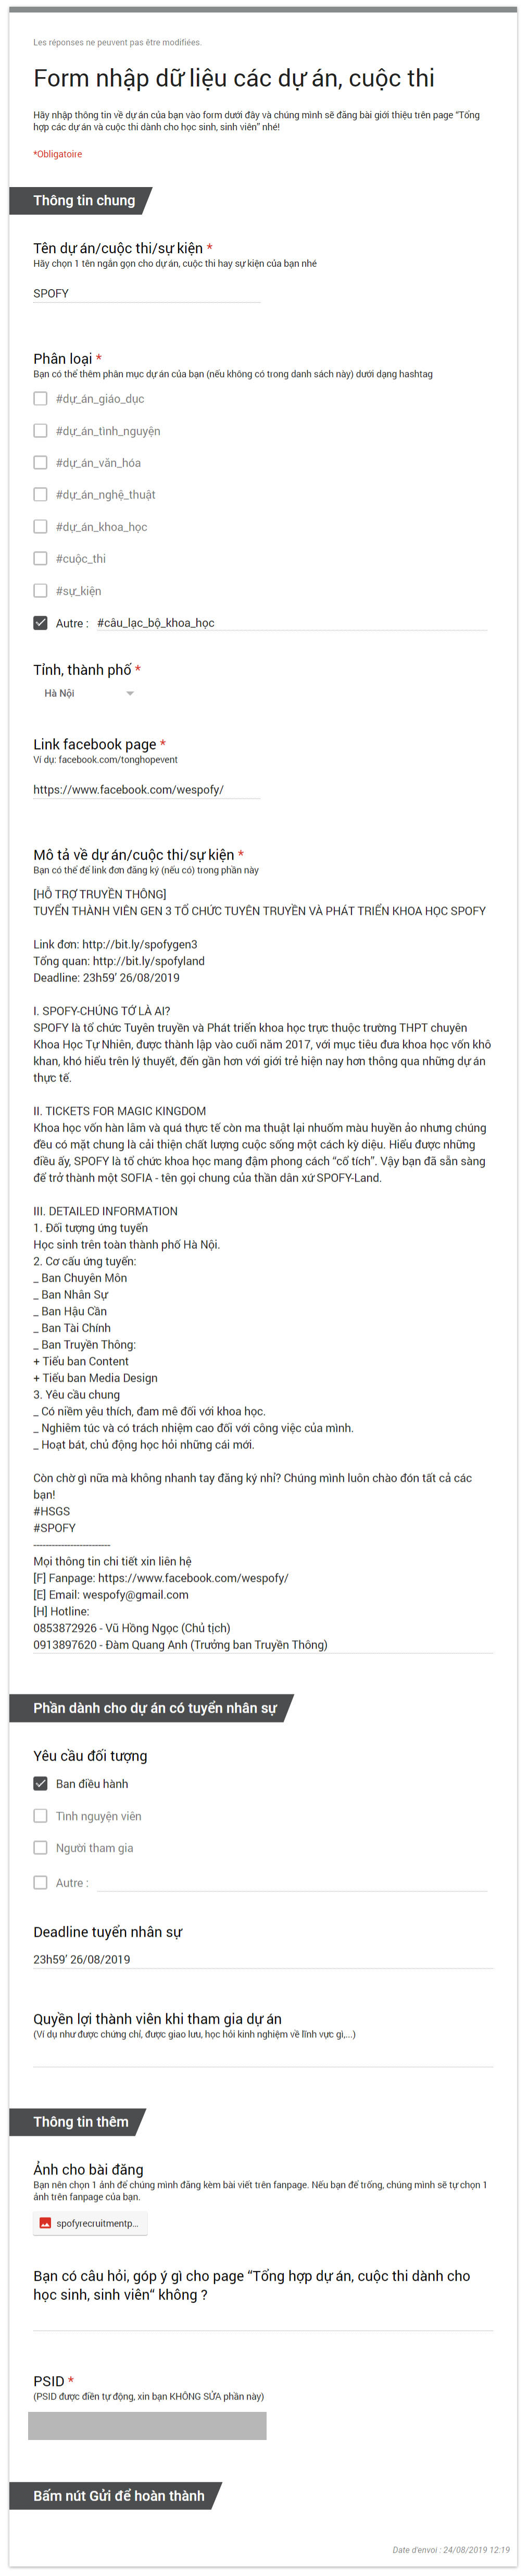 Les réponses ne peuvent pas être modifiées.
Form nhập dữ liệu các dự án, cuộc thi
Hãy nhập thông tin về dự án của bạn vào form dưới đây và chúng mình sẽ đăng bài giới thiệu trên page “Tổng
hợp các dự án và cuộc thi dành cho học sinh, sinh viên” nhé!
*Obligatoire
Thông tin chung
Tên dự án/cuộc thi/sự kiện *
Hãy chọn 1 tên ngắn gọn cho dự án, cuộc thi hay sự kiện của bạn nhé
SPOFY
Phân loại *
Bạn có thể thêm phân mục dự án của bạn (nếu không có trong danh sách này) dưới dạng hashtag
#dự_án_giáo_dục
#dự_án_tình_nguyện
#dự_án_văn_hóa
#dự_án_nghệ_thuật
#dự_án_khoa_học
#cuộc_thi
#sự_kiện
Autre : #câu_lạc_bộ_khoa_học
Tỉnh, thành phố *
Hà Nội
Link facebook page *
Ví dụ: facebook.com/tonghopevent
https://www.facebook.com/wespofy/
Mô tả về dự án/cuộc thi/sự kiện *
Bạn có thể để link đơn đăng ký (nếu có) trong phần này
[HỖ TRỢ TRUYỀN THÔNG]
TUYỂN THÀNH VIÊN GEN 3 TỔ CHỨC TUYÊN TRUYỀN VÀ PHÁT TRIỂN KHOA HỌC SPOFY
Link đơn: http://bit.ly/spofygen3
Tổng quan: http://bit.ly/spofyland
Deadline: 23h59’ 26/08/2019
I. SPOFY-CHÚNG TỚ LÀ AI?
SPOFY là tổ chức Tuyên truyền và Phát triển khoa học trực thuộc trường THPT chuyên
Khoa Học Tự Nhiên, được thành lập vào cuối năm 2017, với mục tiêu đưa khoa học vốn khô
khan, khó hiểu trên lý thuyết, đến gần hơn với giới trẻ hiện nay hơn thông qua những dự án
thực tế.
II. TICKETS FOR MAGIC KINGDOM
Khoa học vốn hàn lâm và quá thực tế còn ma thuật lại nhuốm màu huyền ảo nhưng chúng
đều có mặt chung là cải thiện chất lượng cuộc sống một cách kỳ diệu. Hiểu được những
điều ấy, SPOFY là tổ chức khoa học mang đậm phong cách “cổ tích”. Vậy bạn đã sẵn sàng
để trở thành một SOFIA - tên gọi chung của thần dân xứ SPOFY-Land.
III. DETAILED INFORMATION
1. Đối tượng ứng tuyển
Học sinh trên toàn thành phố Hà Nội.
2. Cơ cấu ứng tuyển:
_ Ban Chuyên Môn
_ Ban Nhân Sự
_ Ban Hậu Cần
_ Ban Tài Chính
_ Ban Truyền Thông:
+ Tiểu ban Content
+ Tiểu ban Media Design
3. Yêu cầu chung
_ Có niềm yêu thích, đam mê đối với khoa học.
_ Nghiêm túc và có trách nhiệm cao đối với công việc của mình.
_ Hoạt bát, chủ động học hỏi những cái mới.
Còn chờ gì nữa mà không nhanh tay đăng ký nhỉ? Chúng mình luôn chào đón tất cả các
bạn!
#HSGS
#SPOFY
-------------------------
Mọi thông tin chi tiết xin liên hệ
[F] Fanpage: https://www.facebook.com/wespofy/
[E] Email: wespofy@gmail.com
[H] Hotline:
0853872926 - Vũ Hồng Ngọc (Chủ tịch)
0913897620 - Đàm Quang Anh (Trưởng ban Truyền Thông)
Phần dành cho dự án có tuyển nhân sự
Yêu cầu đối tượng
Ban điều hành
Tình nguyện viên
Người tham gia
Autre :
Deadline tuyển nhân sự
23h59’ 26/08/2019
Quyền lợi thành viên khi tham gia dự án
(Ví dụ như được chứng chỉ, được giao lưu, học hỏi kinh nghiệm về lĩnh vực gì,...)
Thông tin thêm
Ảnh cho bài đăng
Bạn nên chọn 1 ảnh để chúng mình đăng kèm bài viết trên fanpage. Nếu bạn để trống, chúng mình sẽ tự chọn 1
ảnh trên fanpage của bạn.
spofyrecruitmentp...
Bạn có câu hỏi, góp ý gì cho page “Tổng hợp dự án, cuộc thi dành cho
học sinh, sinh viên“ không ?
PSID *
(PSID được điền tự động, xin bạn KHÔNG SỬA phần này)
Bấm nút Gửi để hoàn thành
Date d'envoi : 24/08/2019 12:19